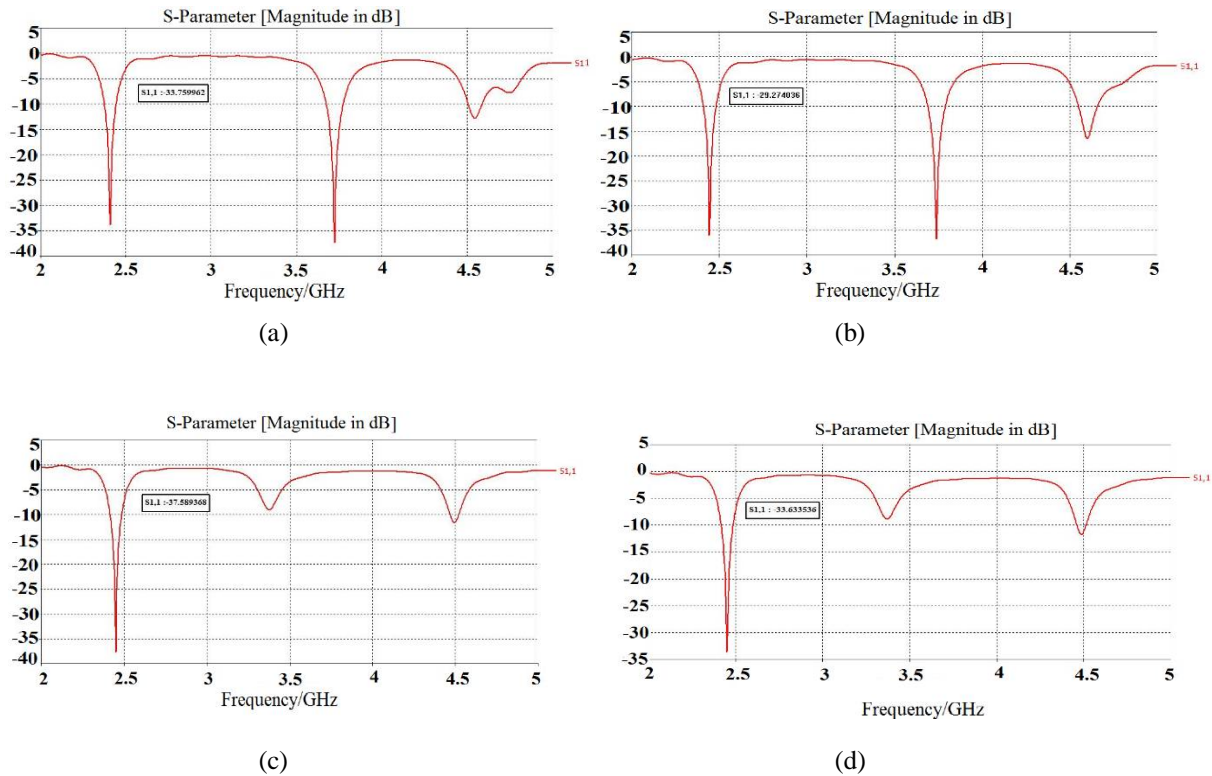 S-Parameter [Magnitude in dB]
5
0
-5
-10
-15
-20
-25
-30
-35
-40
S1,1 :-33.759962
S1,1
2 2.5 3 3.5 4 4.5 5
Frequency/GHz
(a)
S-Parameter [Magnitude in dB]
5
0
-5
-10
-15
-20
-25
-30
-35
-40
S1,1 :-29.274036
S1,1
2 2.5 3 3.5 4 4.5 5
Frequency/GHz
(b)
S-Parameter [Magnitude in dB]
5
0
-5
-10
-15
-20
-25
-30
-35
-40
S1,1 :-37.589368
S1,1
2 2.5 3 3.5 4 4.5 5
Frequency/GHz
(c)
S-Parameter [Magnitude in dB]
5
0
-5
-10
-15
-20
-25
-30
-35
S1,1 : -33.633536
S1,1
2 2.5 3 3.5 4 4.5 5
Frequency/GHz
(d)